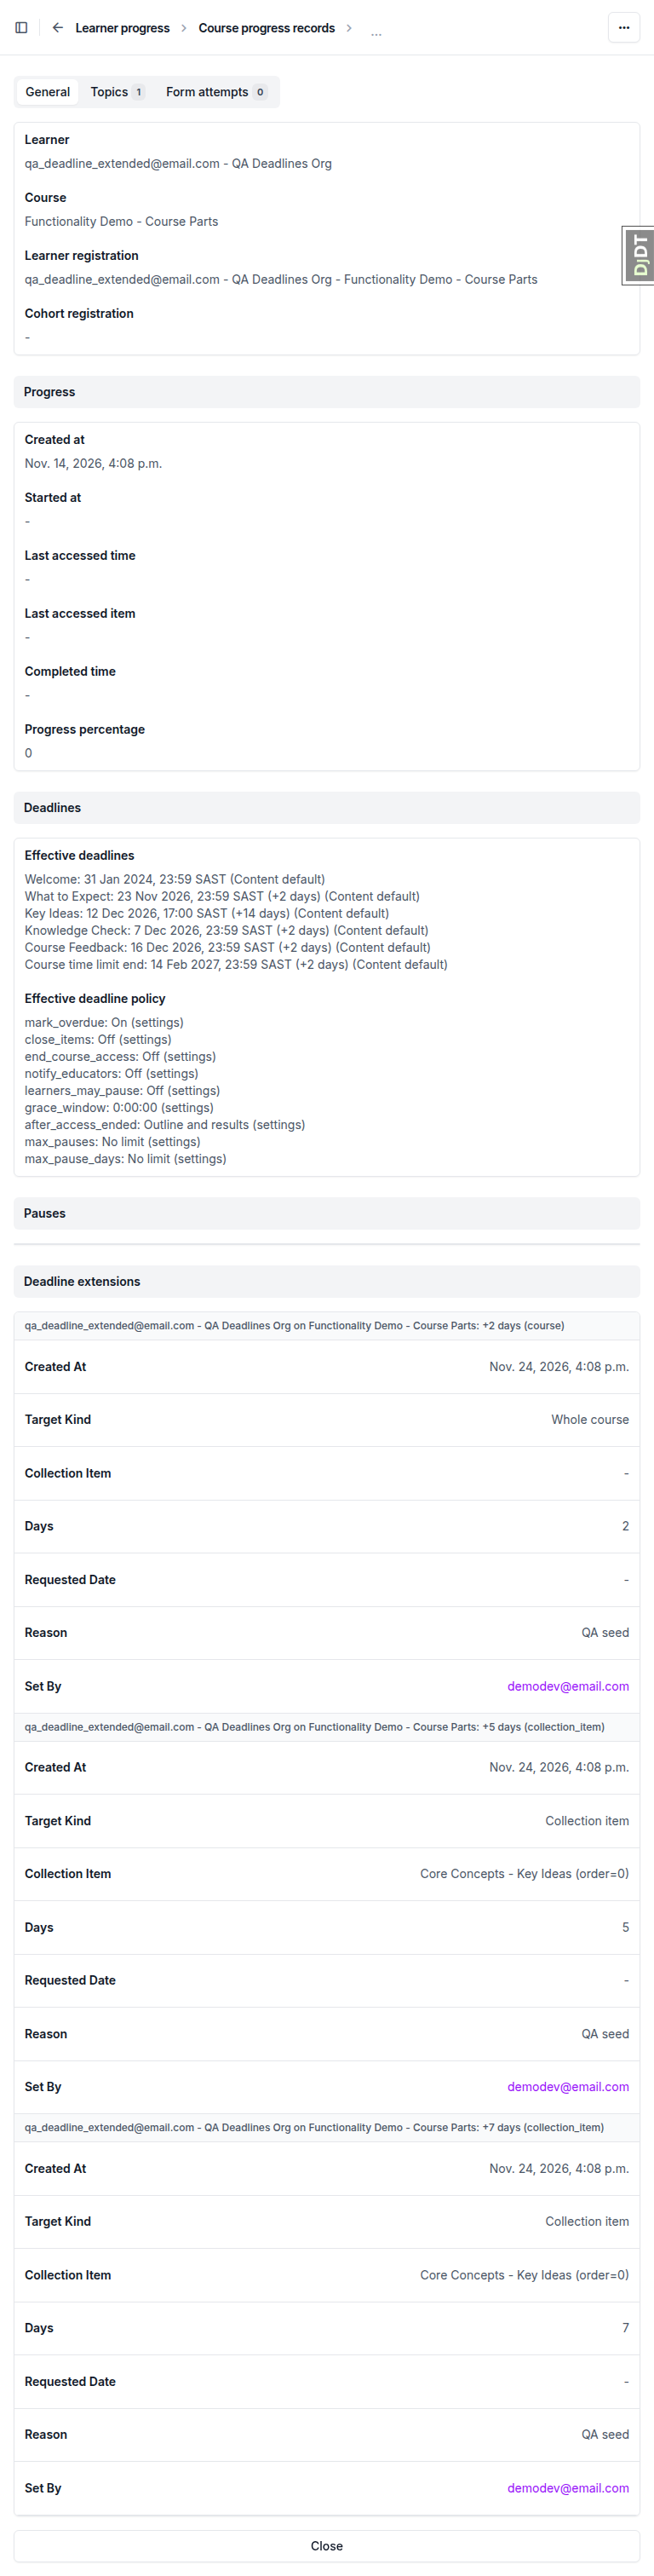 Learner progress > Course progress records > ...
General Topics 1 Form attempts 0
Learner
qa_deadline_extended@email.com - QA Deadlines Org
Course
Functionality Demo - Course Parts
DJDT
Learner registration
qa_deadline_extended@email.com - QA Deadlines Org - Functionality Demo - Course Parts
Cohort registration
-
Progress
Created at
Nov. 14, 2026, 4:08 p.m.
Started at
-
Last accessed time
-
Last accessed item
-
Completed time
-
Progress percentage
0
Deadlines
Effective deadlines
Welcome: 31 Jan 2024, 23:59 SAST (Content default)
What to Expect: 23 Nov 2026, 23:59 SAST (+2 days) (Content default)
Key Ideas: 12 Dec 2026, 17:00 SAST (+14 days) (Content default)
Knowledge Check: 7 Dec 2026, 23:59 SAST (+2 days) (Content default)
Course Feedback: 16 Dec 2026, 23:59 SAST (+2 days) (Content default)
Course time limit end: 14 Feb 2027, 23:59 SAST (+2 days) (Content default)
Effective deadline policy
mark_overdue: On (settings)
close_items: Off (settings)
end_course_access: Off (settings)
notify_educators: Off (settings)
learners_may_pause: Off (settings)
grace_window: 0:00:00 (settings)
after_access_ended: Outline and results (settings)
max_pauses: No limit (settings)
max_pause_days: No limit (settings)
Pauses
Deadline extensions
qa_deadline_extended@email.com - QA Deadlines Org on Functionality Demo - Course Parts: +2 days (course)
Created At Nov. 24, 2026, 4:08 p.m.
Target Kind Whole course
Collection Item -
Days 2
Requested Date -
Reason QA seed
Set By demodev@email.com
qa_deadline_extended@email.com - QA Deadlines Org on Functionality Demo - Course Parts: +5 days (collection_item)
Created At Nov. 24, 2026, 4:08 p.m.
Target Kind Collection item
Collection Item Core Concepts - Key Ideas (order=0)
Days 5
Requested Date -
Reason QA seed
Set By demodev@email.com
qa_deadline_extended@email.com - QA Deadlines Org on Functionality Demo - Course Parts: +7 days (collection_item)
Created At Nov. 24, 2026, 4:08 p.m.
Target Kind Collection item
Collection Item Core Concepts - Key Ideas (order=0)
Days 7
Requested Date -
Reason QA seed
Set By demodev@email.com
Close